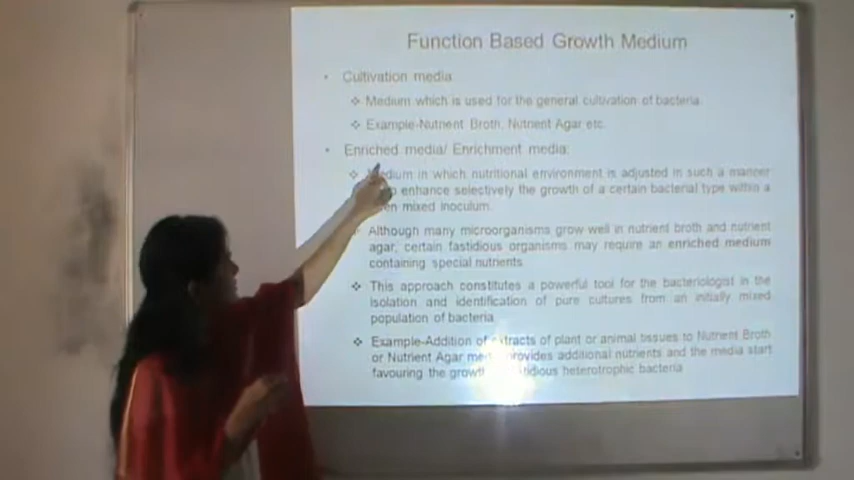 Function Based Growth Medium
• Cultivation media
❖ Medium which is used for the general cultivation of bacteria.
❖ Example-Nutrient Broth, Nutrient Agar etc.
• Enriched media/ Enrichment media:
❖ Medium in which nutritional environment is adjusted in such a manner
enhance selectively the growth of a certain bacterial type within a
mixed inoculum.
Although many microorganisms grow well in nutrient broth and nutrient
agar, certain fastidious organisms may require an enriched medium
containing special nutrients
❖ This approach constitutes a powerful tool for the bacteriologist in the
isolation and identification of pure cultures from an initially mixed
population of bacteria
❖ Example-Addition of extracts of plant or animal tissues to Nutrient Broth
or Nutrient Agar provides additional nutrients and the media start
favouring the growth heterotrophic bacteria